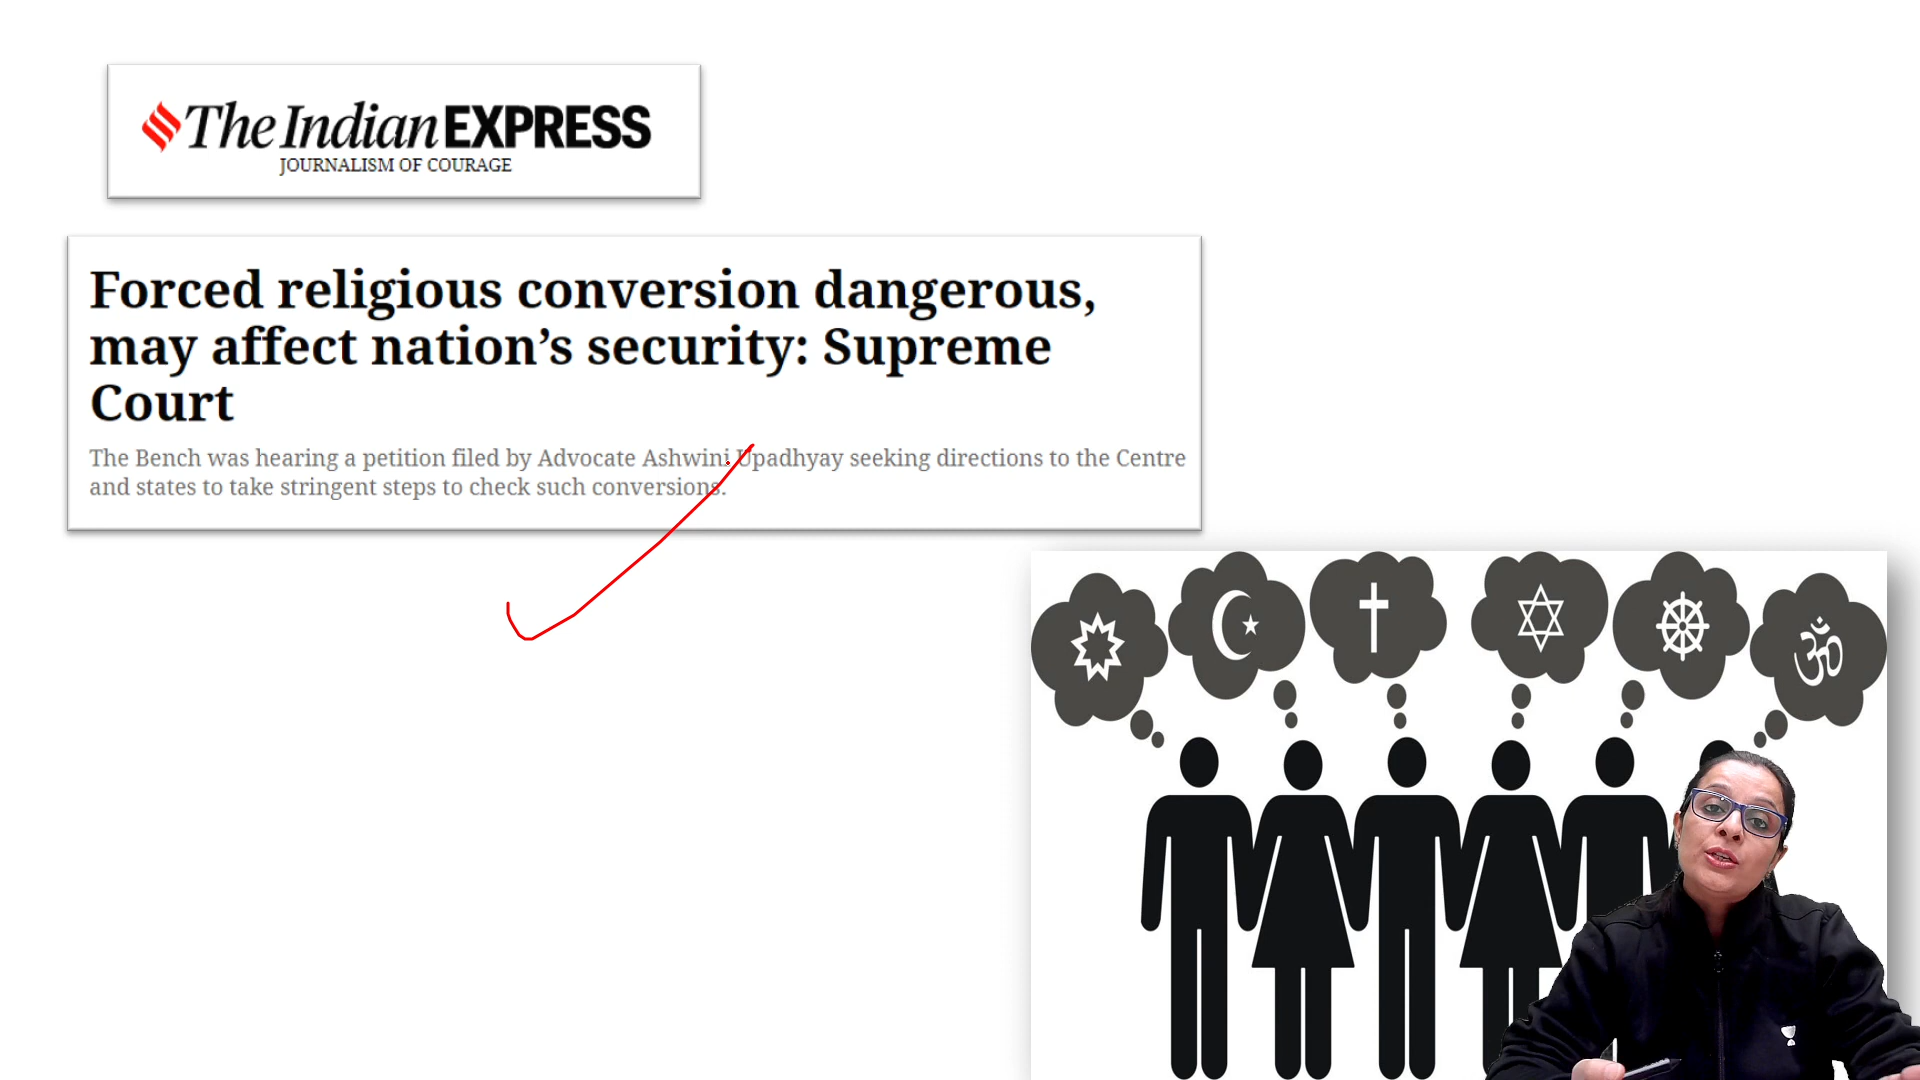 The Indian EXPRESS
JOURNALISM OF COURAGE
Forced religious conversion dangerous,
may affect nation’s security: Supreme
Court
The Bench was hearing a petition filed by Advocate Ashwini Upadhyay seeking directions to the Centre
and states to take stringent steps to check such conversions.
ॐ